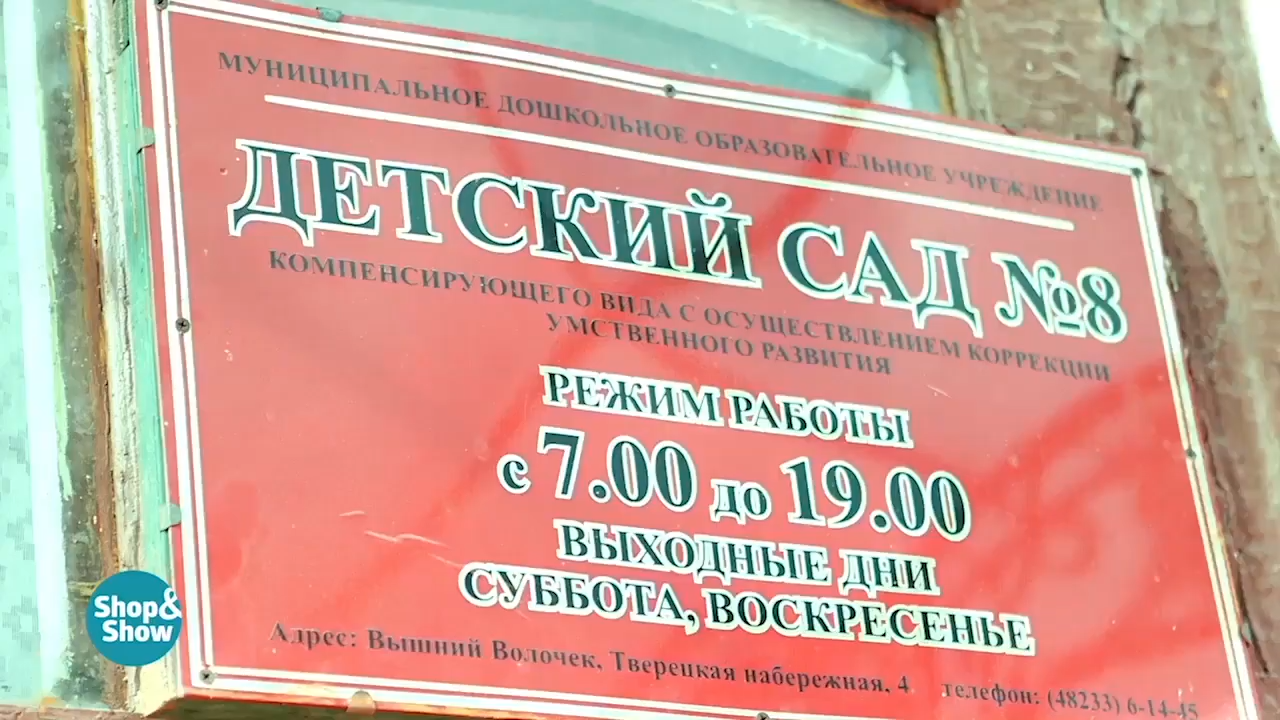 МУНИЦИПАЛЬНОЕ ДОШКОЛЬНОЕ ОБРАЗОВАТЕЛЬНОЕ УЧРЕЖДЕНИЕ
ДЕТСКИЙ САД №8
КОМПЕНСИРУЮЩЕГО ВИДА С ОСУЩЕСТВЛЕНИЕМ КОРРЕКЦИИ
УМСТВЕННОГО РАЗВИТИЯ
РЕЖИМ РАБОТЫ
с 7.00 до 19.00
ВЫХОДНЫЕ ДНИ
СУББОТА, ВОСКРЕСЕНЬЕ
Адрес: Вышний Волочек, Тверецкая набережная, 4 телефон: (48233) 6-14-45
Shop&
Show